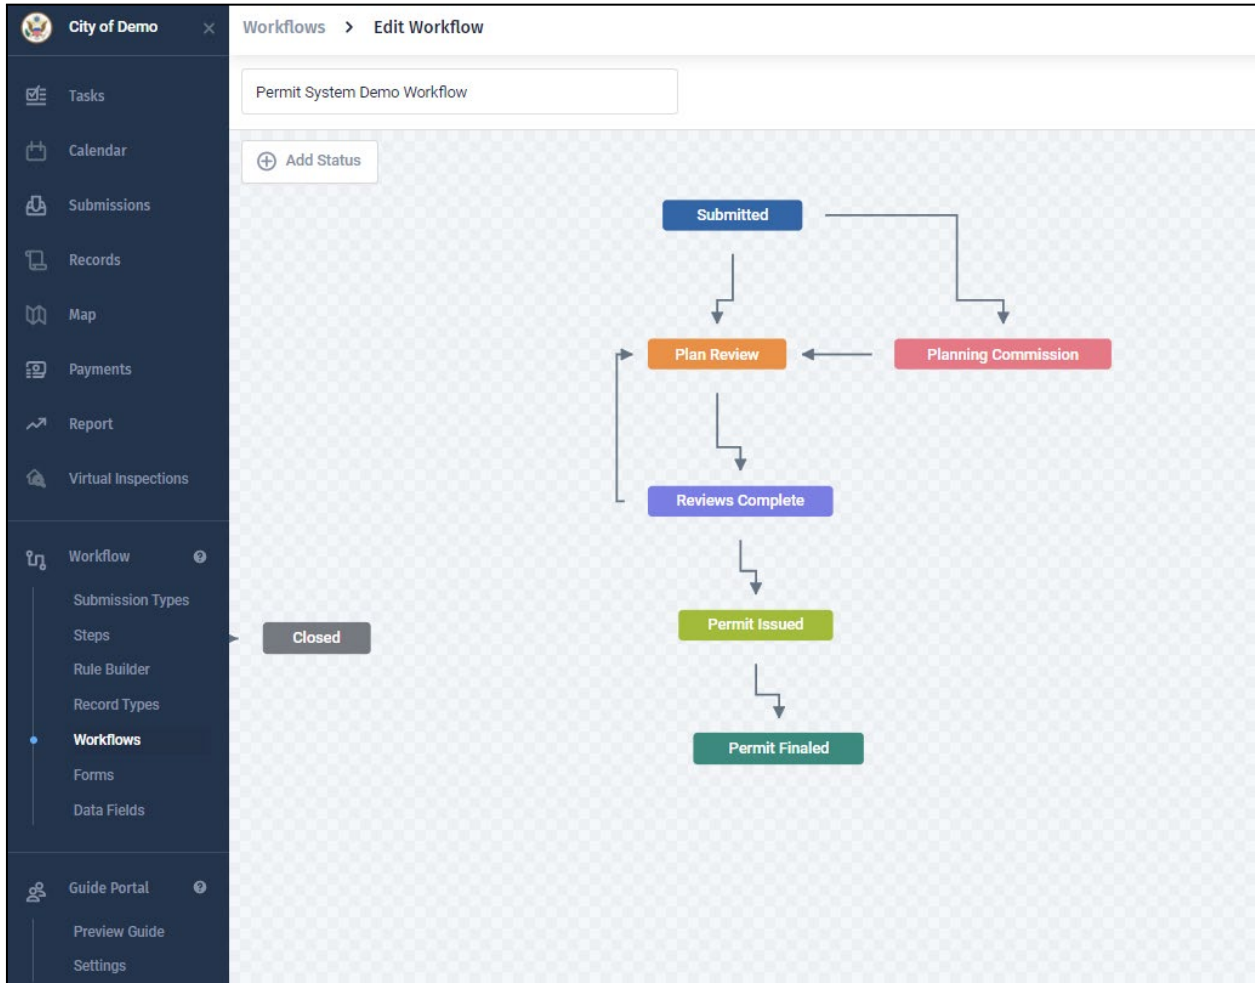 City of Demo
Workflows > Edit Workflow
Tasks
Calendar
Submissions
Records
Map
Payments
Report
Virtual Inspections
Workflow
Submission Types
Steps
Rule Builder
Record Types
Workflows
Forms
Data Fields
Guide Portal
Preview Guide
Settings
Permit System Demo Workflow
Add Status
Submitted
Plan Review
Planning Commission
Reviews Complete
Permit Issued
Closed
Permit Finaled